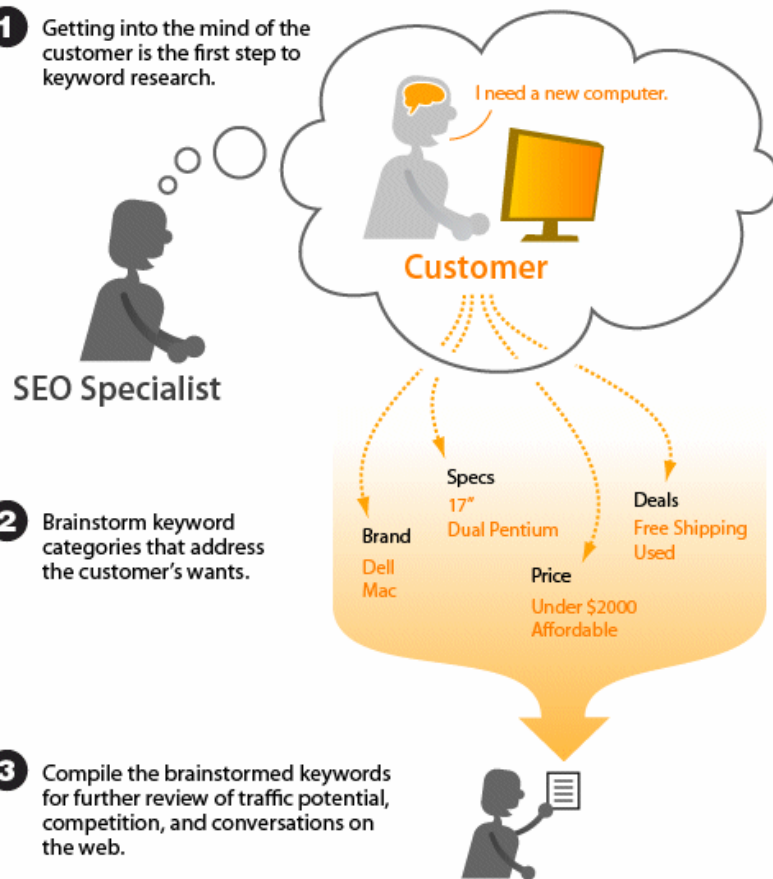 1
Getting into the mind of the
customer is the first step to
keyword research.
I need a new computer.
Customer
SEO Specialist
2
Brainstorm keyword
categories that address
the customer's wants.
Brand
Dell
Mac
Specs
17"
Dual Pentium
Price
Under $2000
Affordable
Deals
Free Shipping
Used
3
Compile the brainstormed keywords
for further review of traffic potential,
competition, and conversations on
the web.